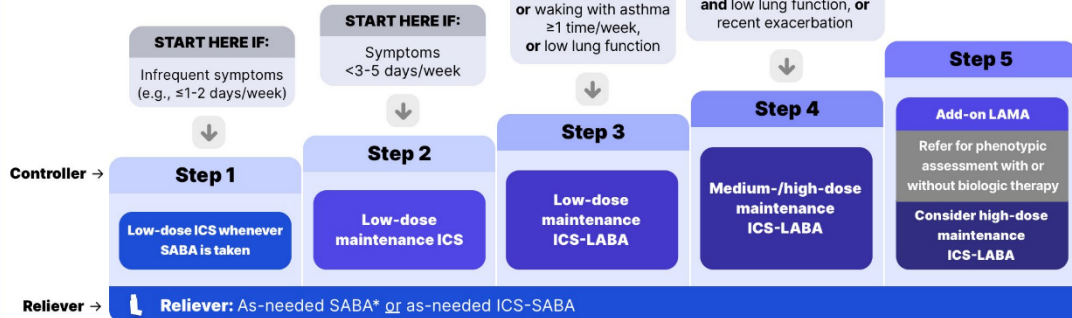 START HERE IF:
Infrequent symptoms
(e.g., ≤1-2 days/week)
START HERE IF:
Symptoms
<3-5 days/week
or waking with asthma
≥1 time/week,
or low lung function
and low lung function, or
recent exacerbation
Controller →
Step 1
Low-dose ICS whenever
SABA is taken
Step 2
Low-dose
maintenance ICS
Step 3
Low-dose
maintenance
ICS-LABA
Step 4
Medium-/high-dose
maintenance
ICS-LABA
Step 5
Add-on LAMA
Refer for phenotypic
assessment with or
without biologic therapy
Consider high-dose
maintenance
ICS-LABA
Reliever →
Reliever: As-needed SABA* or as-needed ICS-SABA